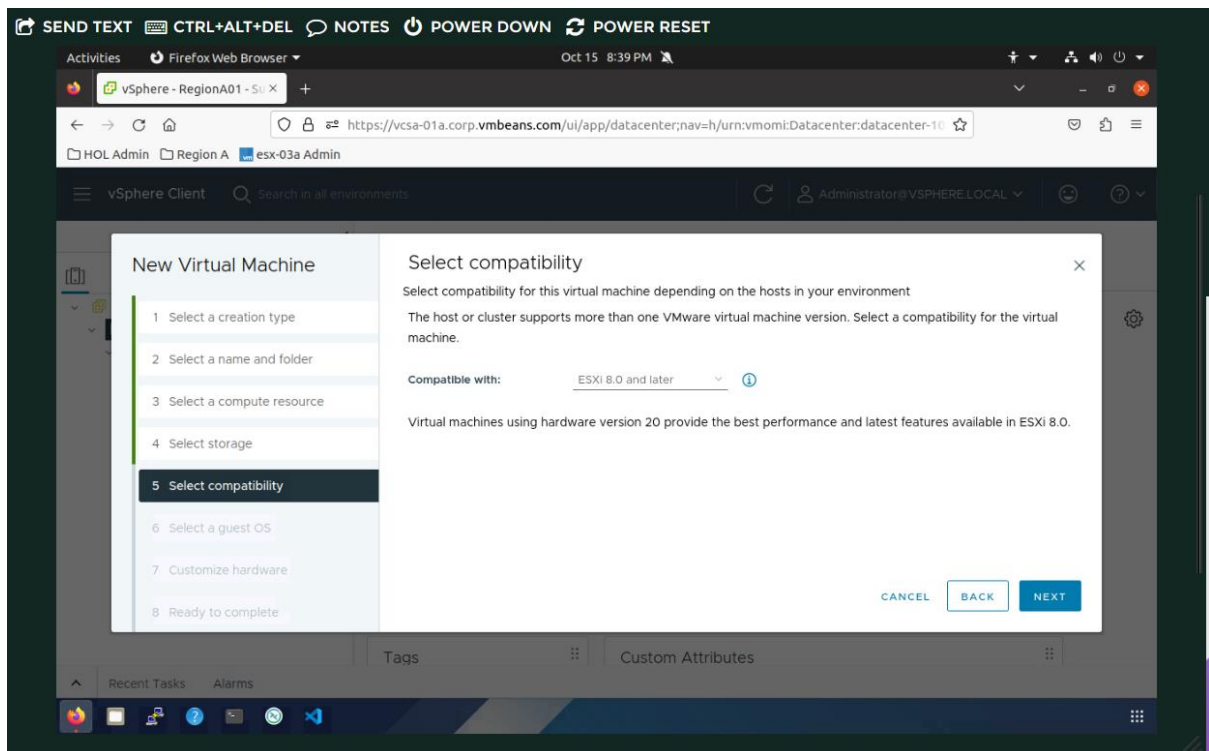 SEND TEXT CTRL+ALT+DEL NOTES POWER DOWN POWER RESET
Activities Firefox Web Browser Oct 15 8:39 PM
vSphere - RegionA01 - Su
https://vcsa-01a.corp.vmbeans.com/ui/app/datacenter;nav=h/urn:vmomi:Datacenter:datacenter-10
HOL Admin Region A esx-03a Admin
vSphere Client Search in all environments Administrator@VSPHERE.LOCAL
New Virtual Machine
1 Select a creation type
2 Select a name and folder
3 Select a compute resource
4 Select storage
5 Select compatibility
6 Select a guest OS
7 Customize hardware
8 Ready to complete
Select compatibility
Select compatibility for this virtual machine depending on the hosts in your environment
The host or cluster supports more than one VMware virtual machine version. Select a compatibility for the virtual
machine.
Compatible with: ESXi 8.0 and later
Virtual machines using hardware version 20 provide the best performance and latest features available in ESXi 8.0.
CANCEL BACK NEXT
Tags Custom Attributes
Recent Tasks Alarms